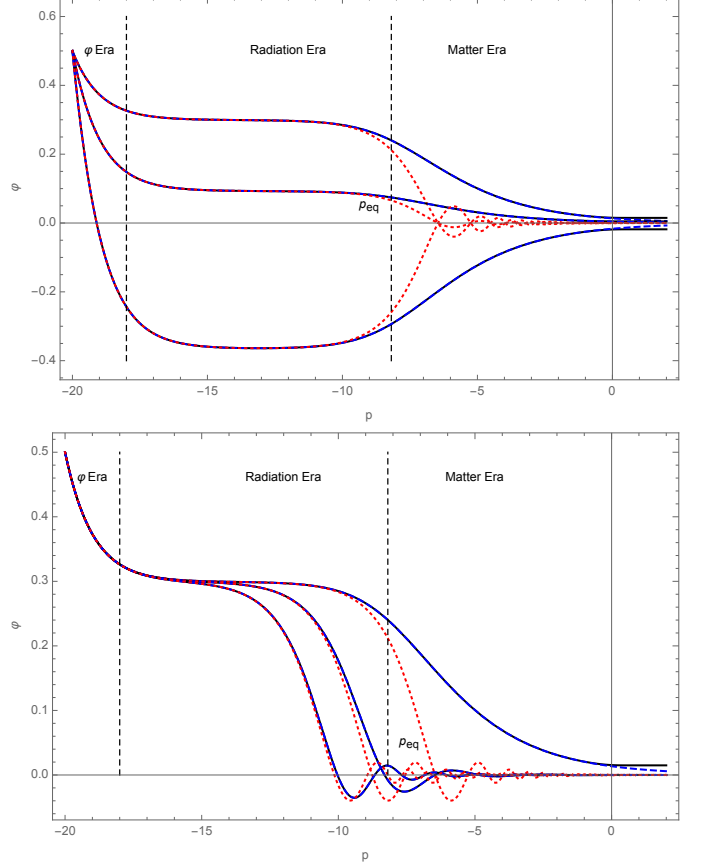 0.6
φ Era
Radiation Era
Matter Era
0.4
0.2
φ
p_eq
0.0
−0.2
−0.4
−20
−15
−10
−5
0
p
0.5
φ Era
Radiation Era
Matter Era
0.4
0.3
φ
0.2
0.1
p_eq
0.0
−20
−15
−10
−5
0
p